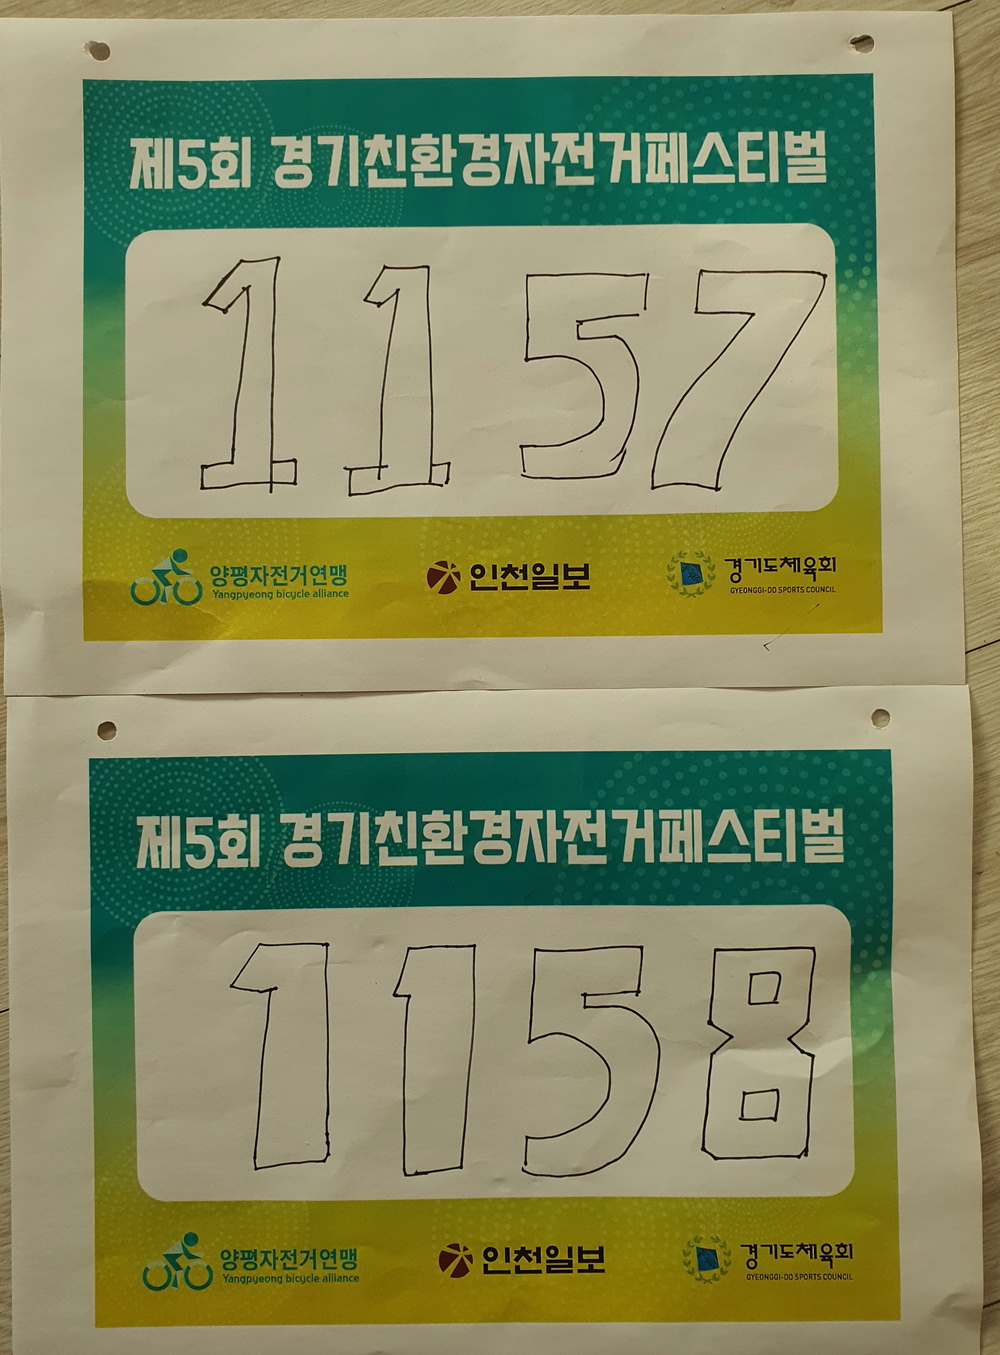 제5회 경기친환경자전거페스티벌
1157
양평자전거연맹
Yangpyeong bicycle alliance
인천일보
경기도체육회
GYEONGGI-DO SPORTS COUNCIL
제5회 경기친환경자전거페스티벌
1158
양평자전거연맹
Yangpyeong bicycle alliance
인천일보
경기도체육회
GYEONGGI-DO SPORTS COUNCIL